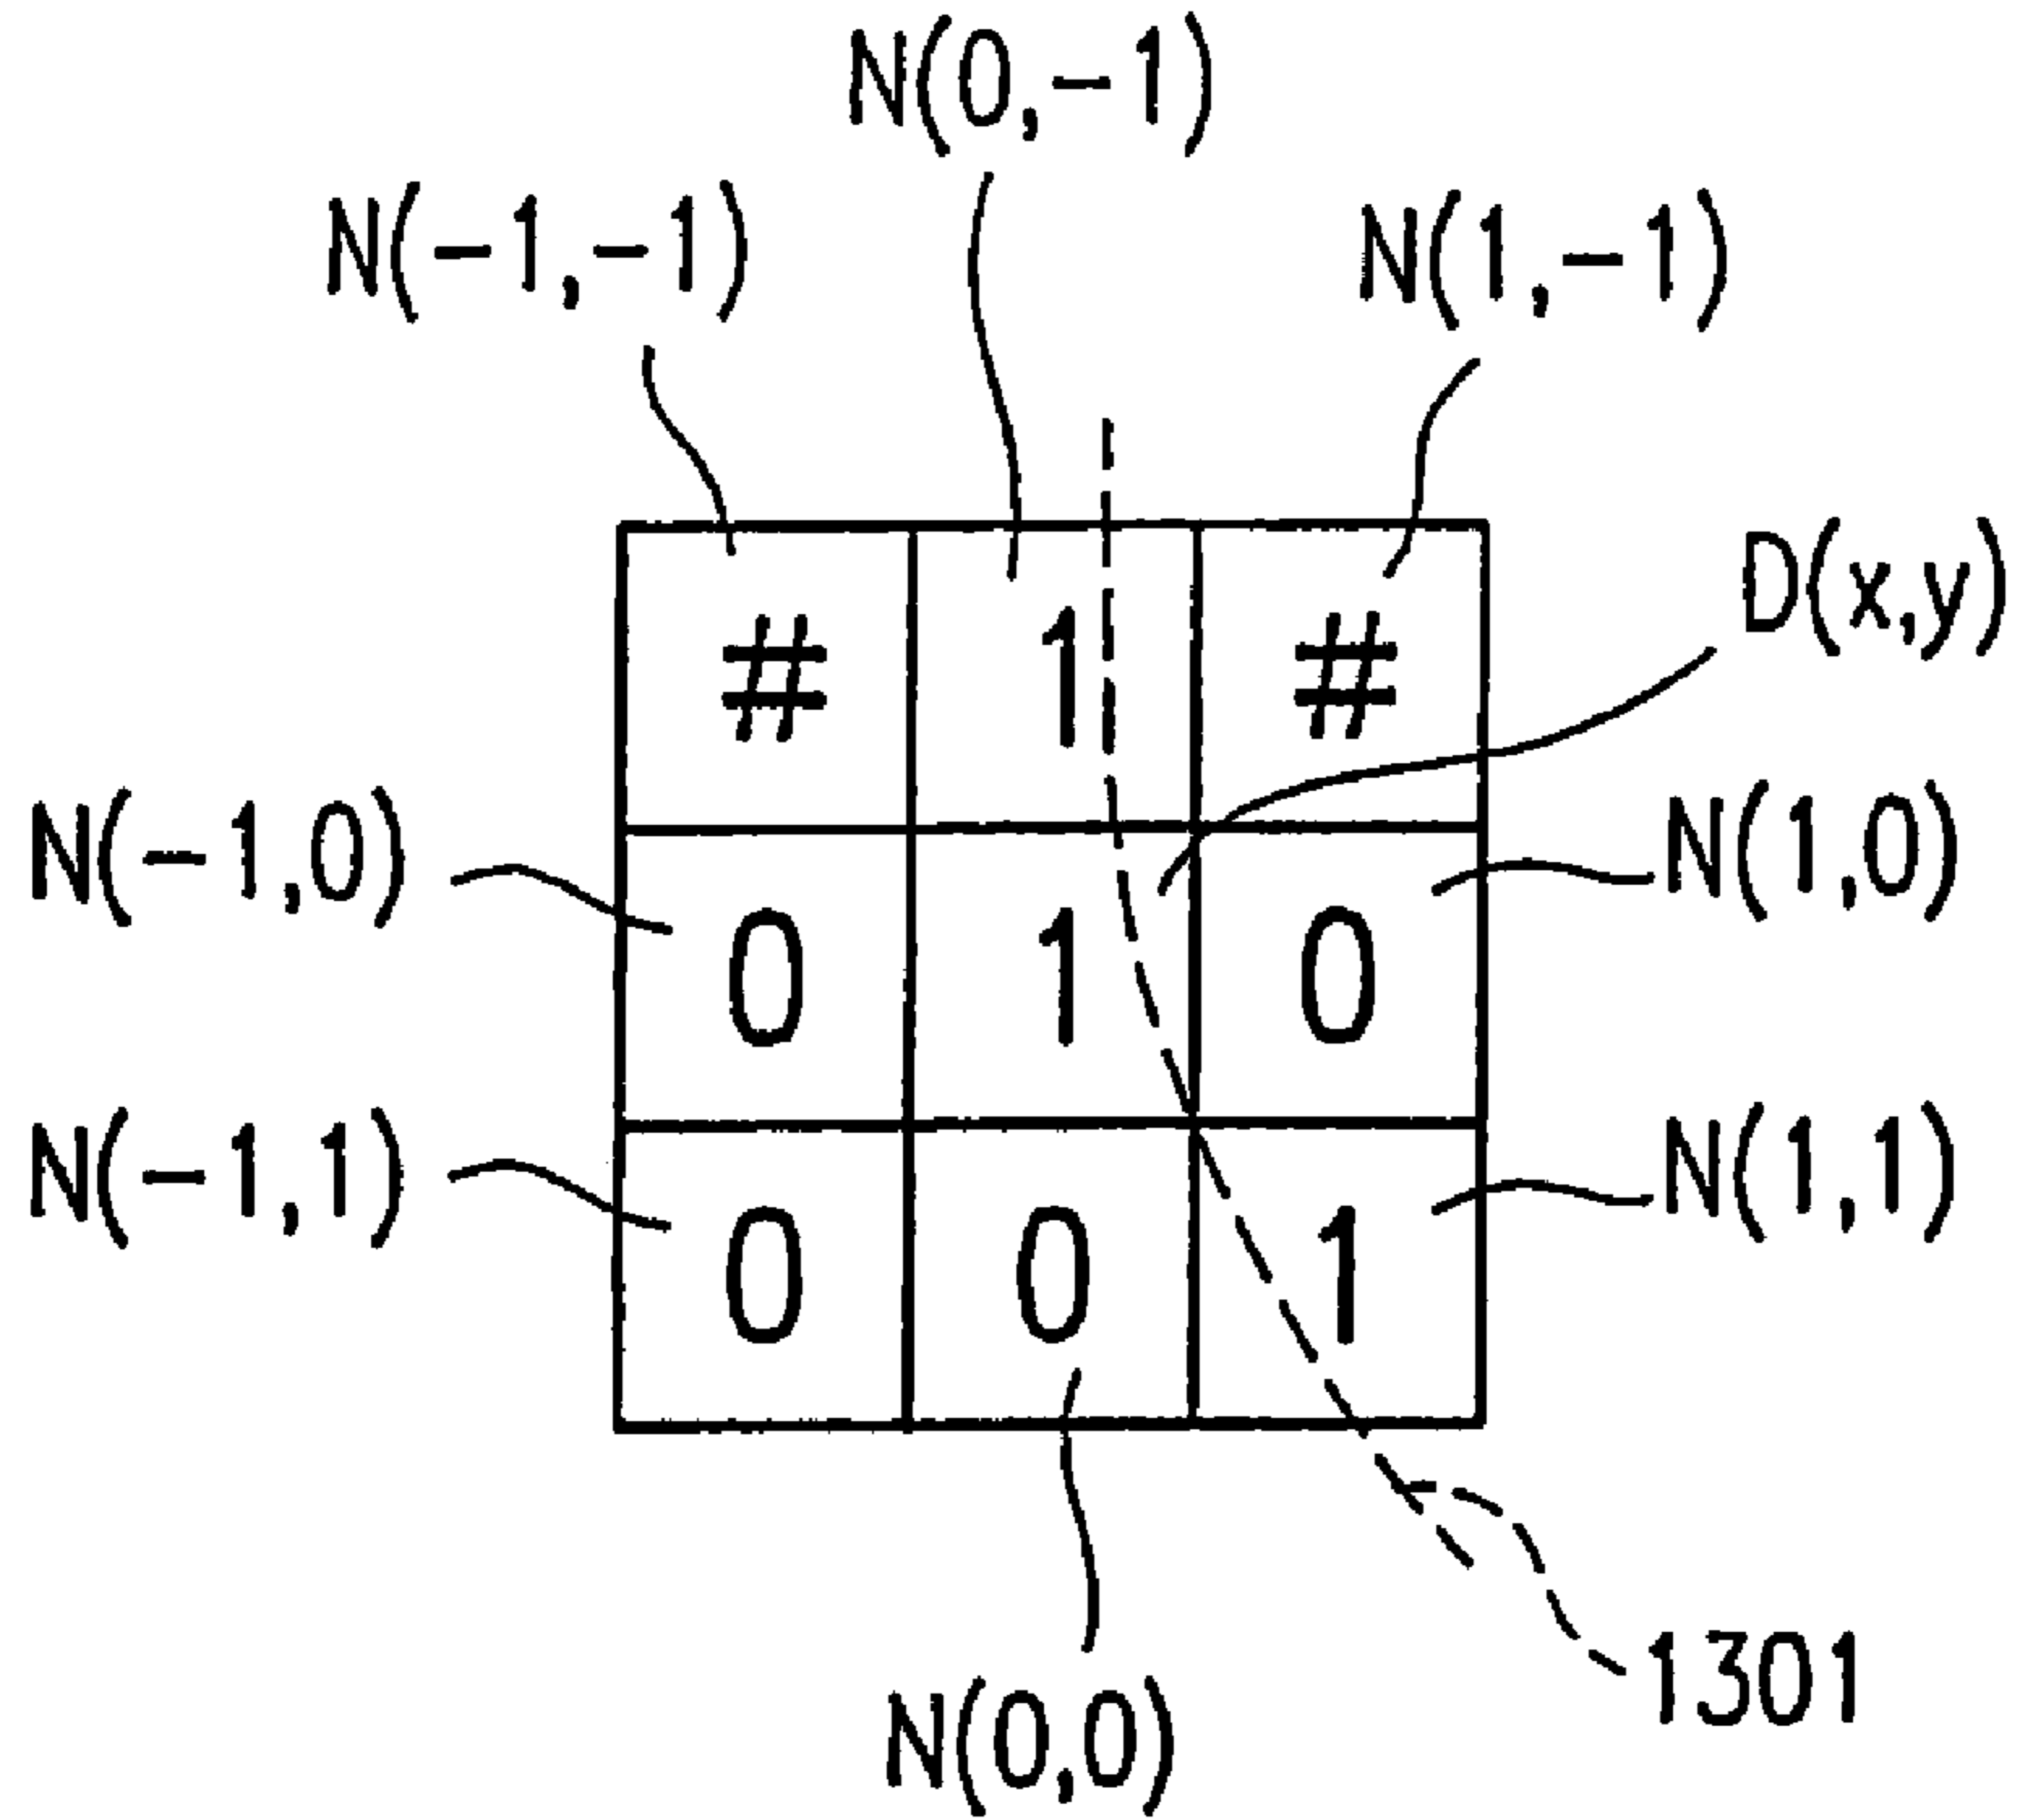 N(0,-1)
N(-1,-1)
N(1,-1)
D(x,y)
# 1 #
N(-1,0)
N(1,0)
0 1 0
N(-1,1)
N(1,1)
0 0 1
N(0,0)
1301